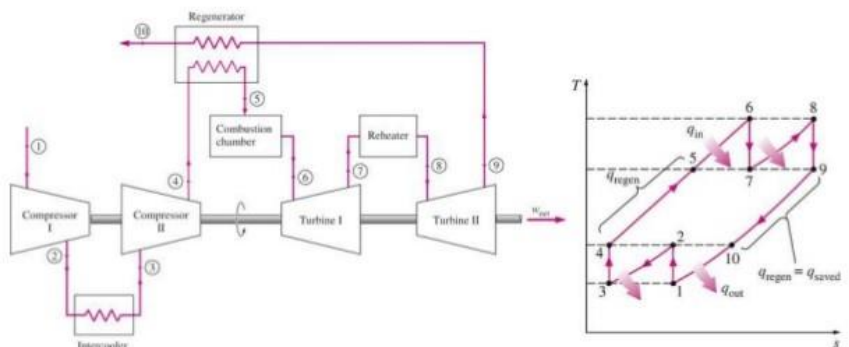 Regenerator
⑩
⑤
①
Combustion
chamber
Reheater
④
⑥
⑦
⑧
⑨
Compressor
I
Compressor
II
Turbine I
Turbine II
w_net
②
③
Intercooler
T
6
8
q_in
5
q_regen
7
9
4
2
10
3
1
q_out
q_regen = q_saved
s